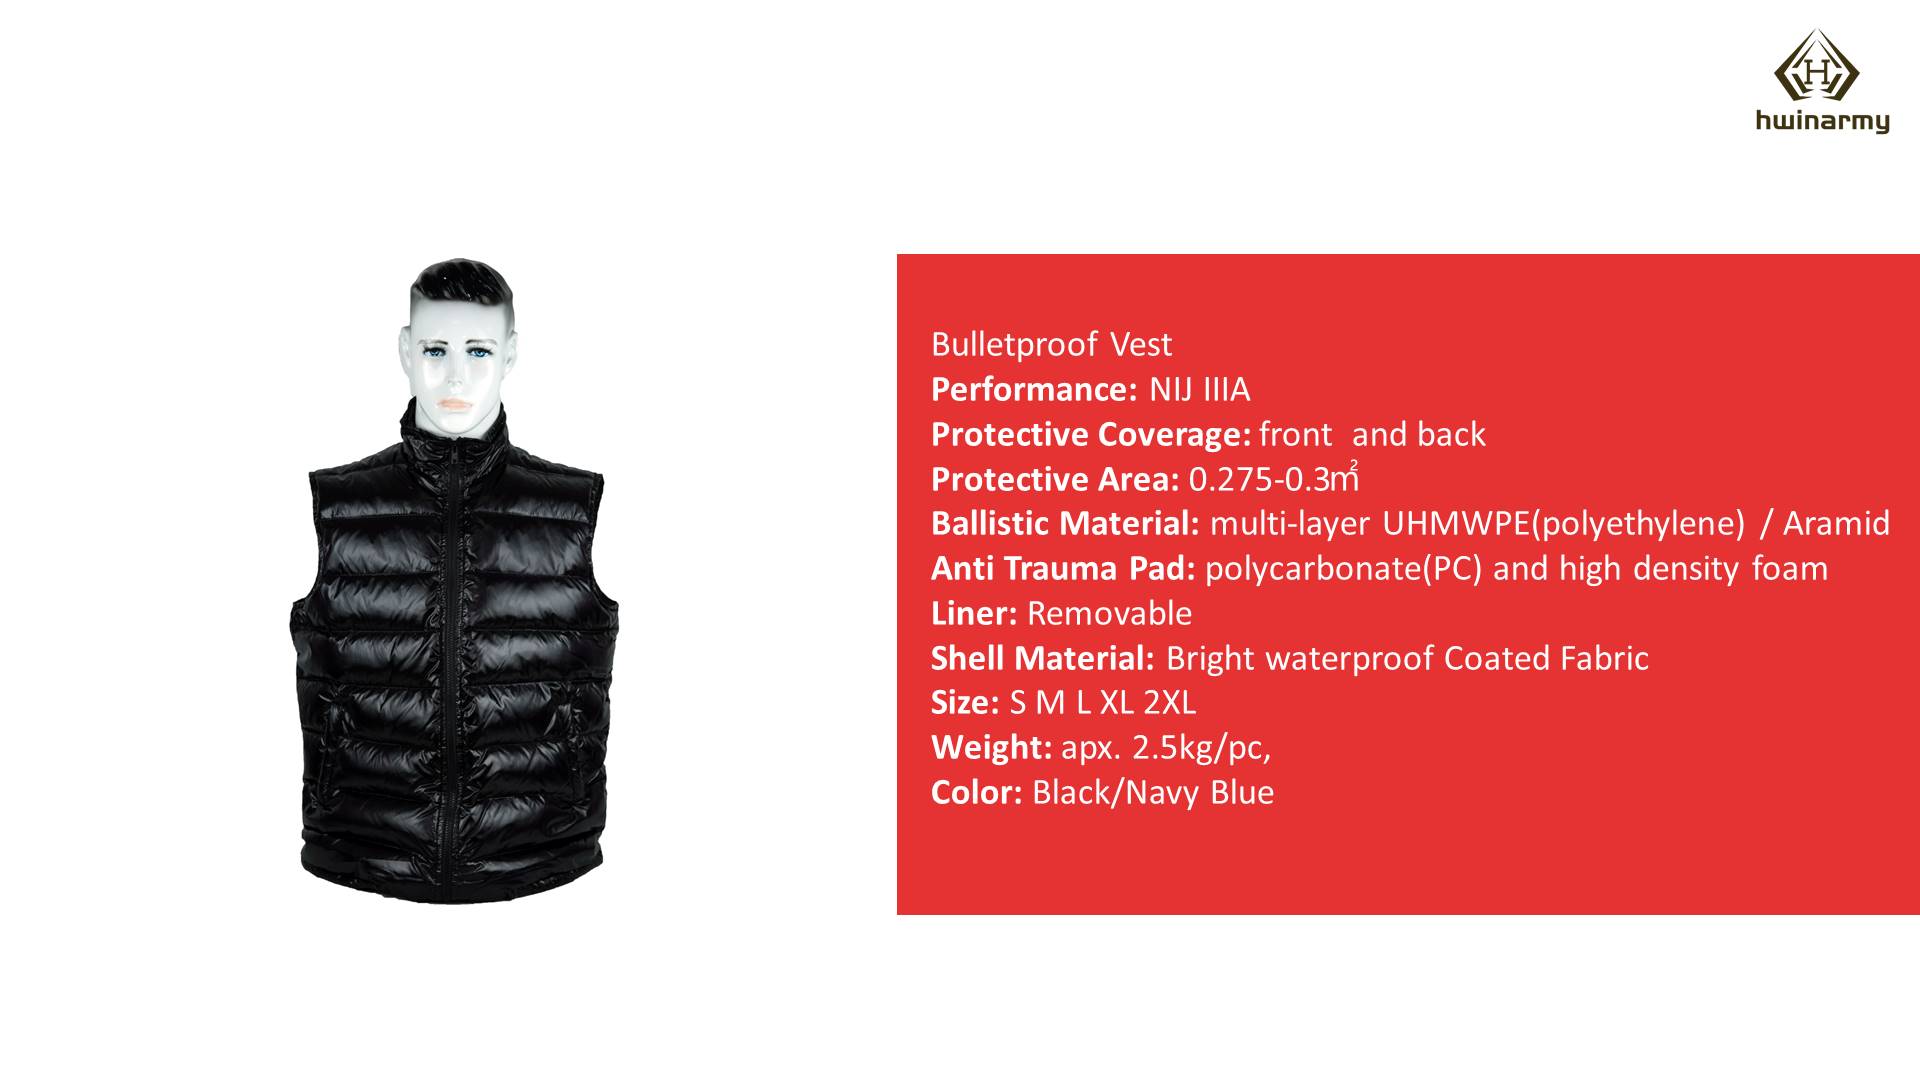 hwinarmy
Bulletproof Vest
Performance: NIJ IIIA
Protective Coverage: front  and back
Protective Area: 0.275-0.3㎡
Ballistic Material: multi-layer UHMWPE(polyethylene) / Aramid
Anti Trauma Pad: polycarbonate(PC) and high density foam
Liner: Removable
Shell Material: Bright waterproof Coated Fabric
Size: S M L XL 2XL
Weight: apx. 2.5kg/pc,
Color: Black/Navy Blue